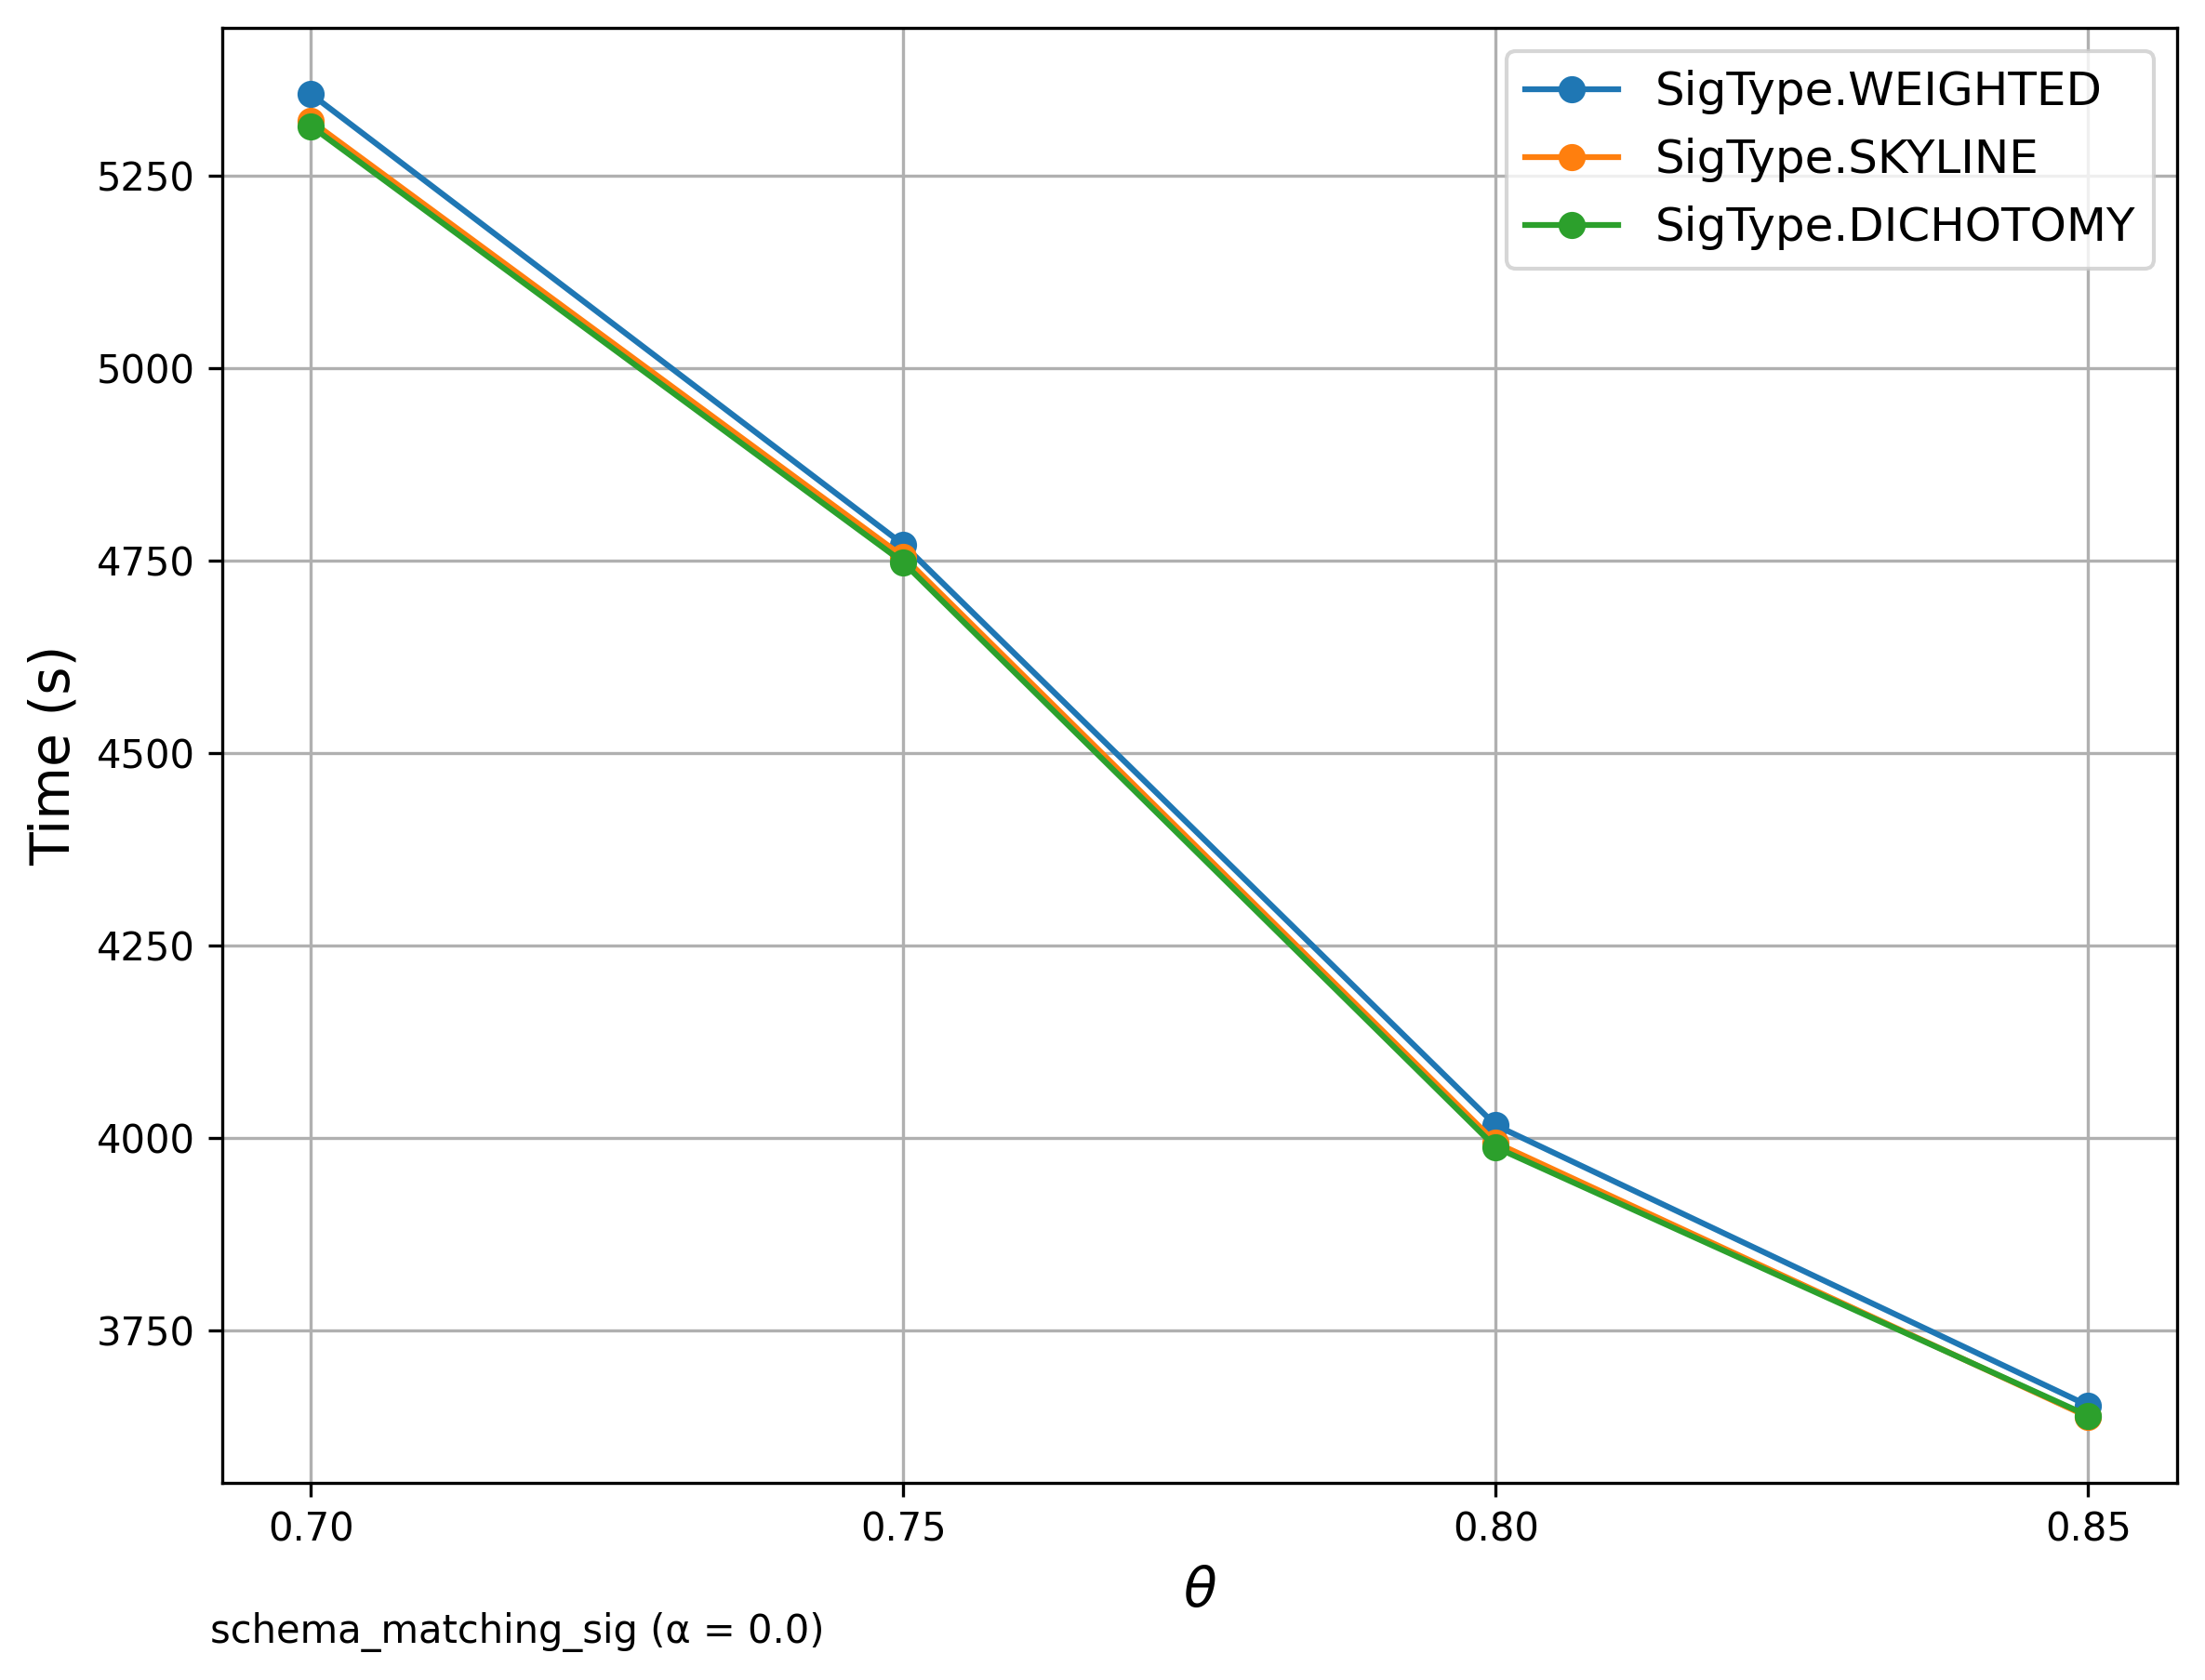 SigType.WEIGHTED
SigType.SKYLINE
SigType.DICHOTOMY
Time (s)
5250
5000
4750
4500
4250
4000
3750
0.70 0.75 0.80 0.85
θ
schema_matching_sig (α = 0.0)